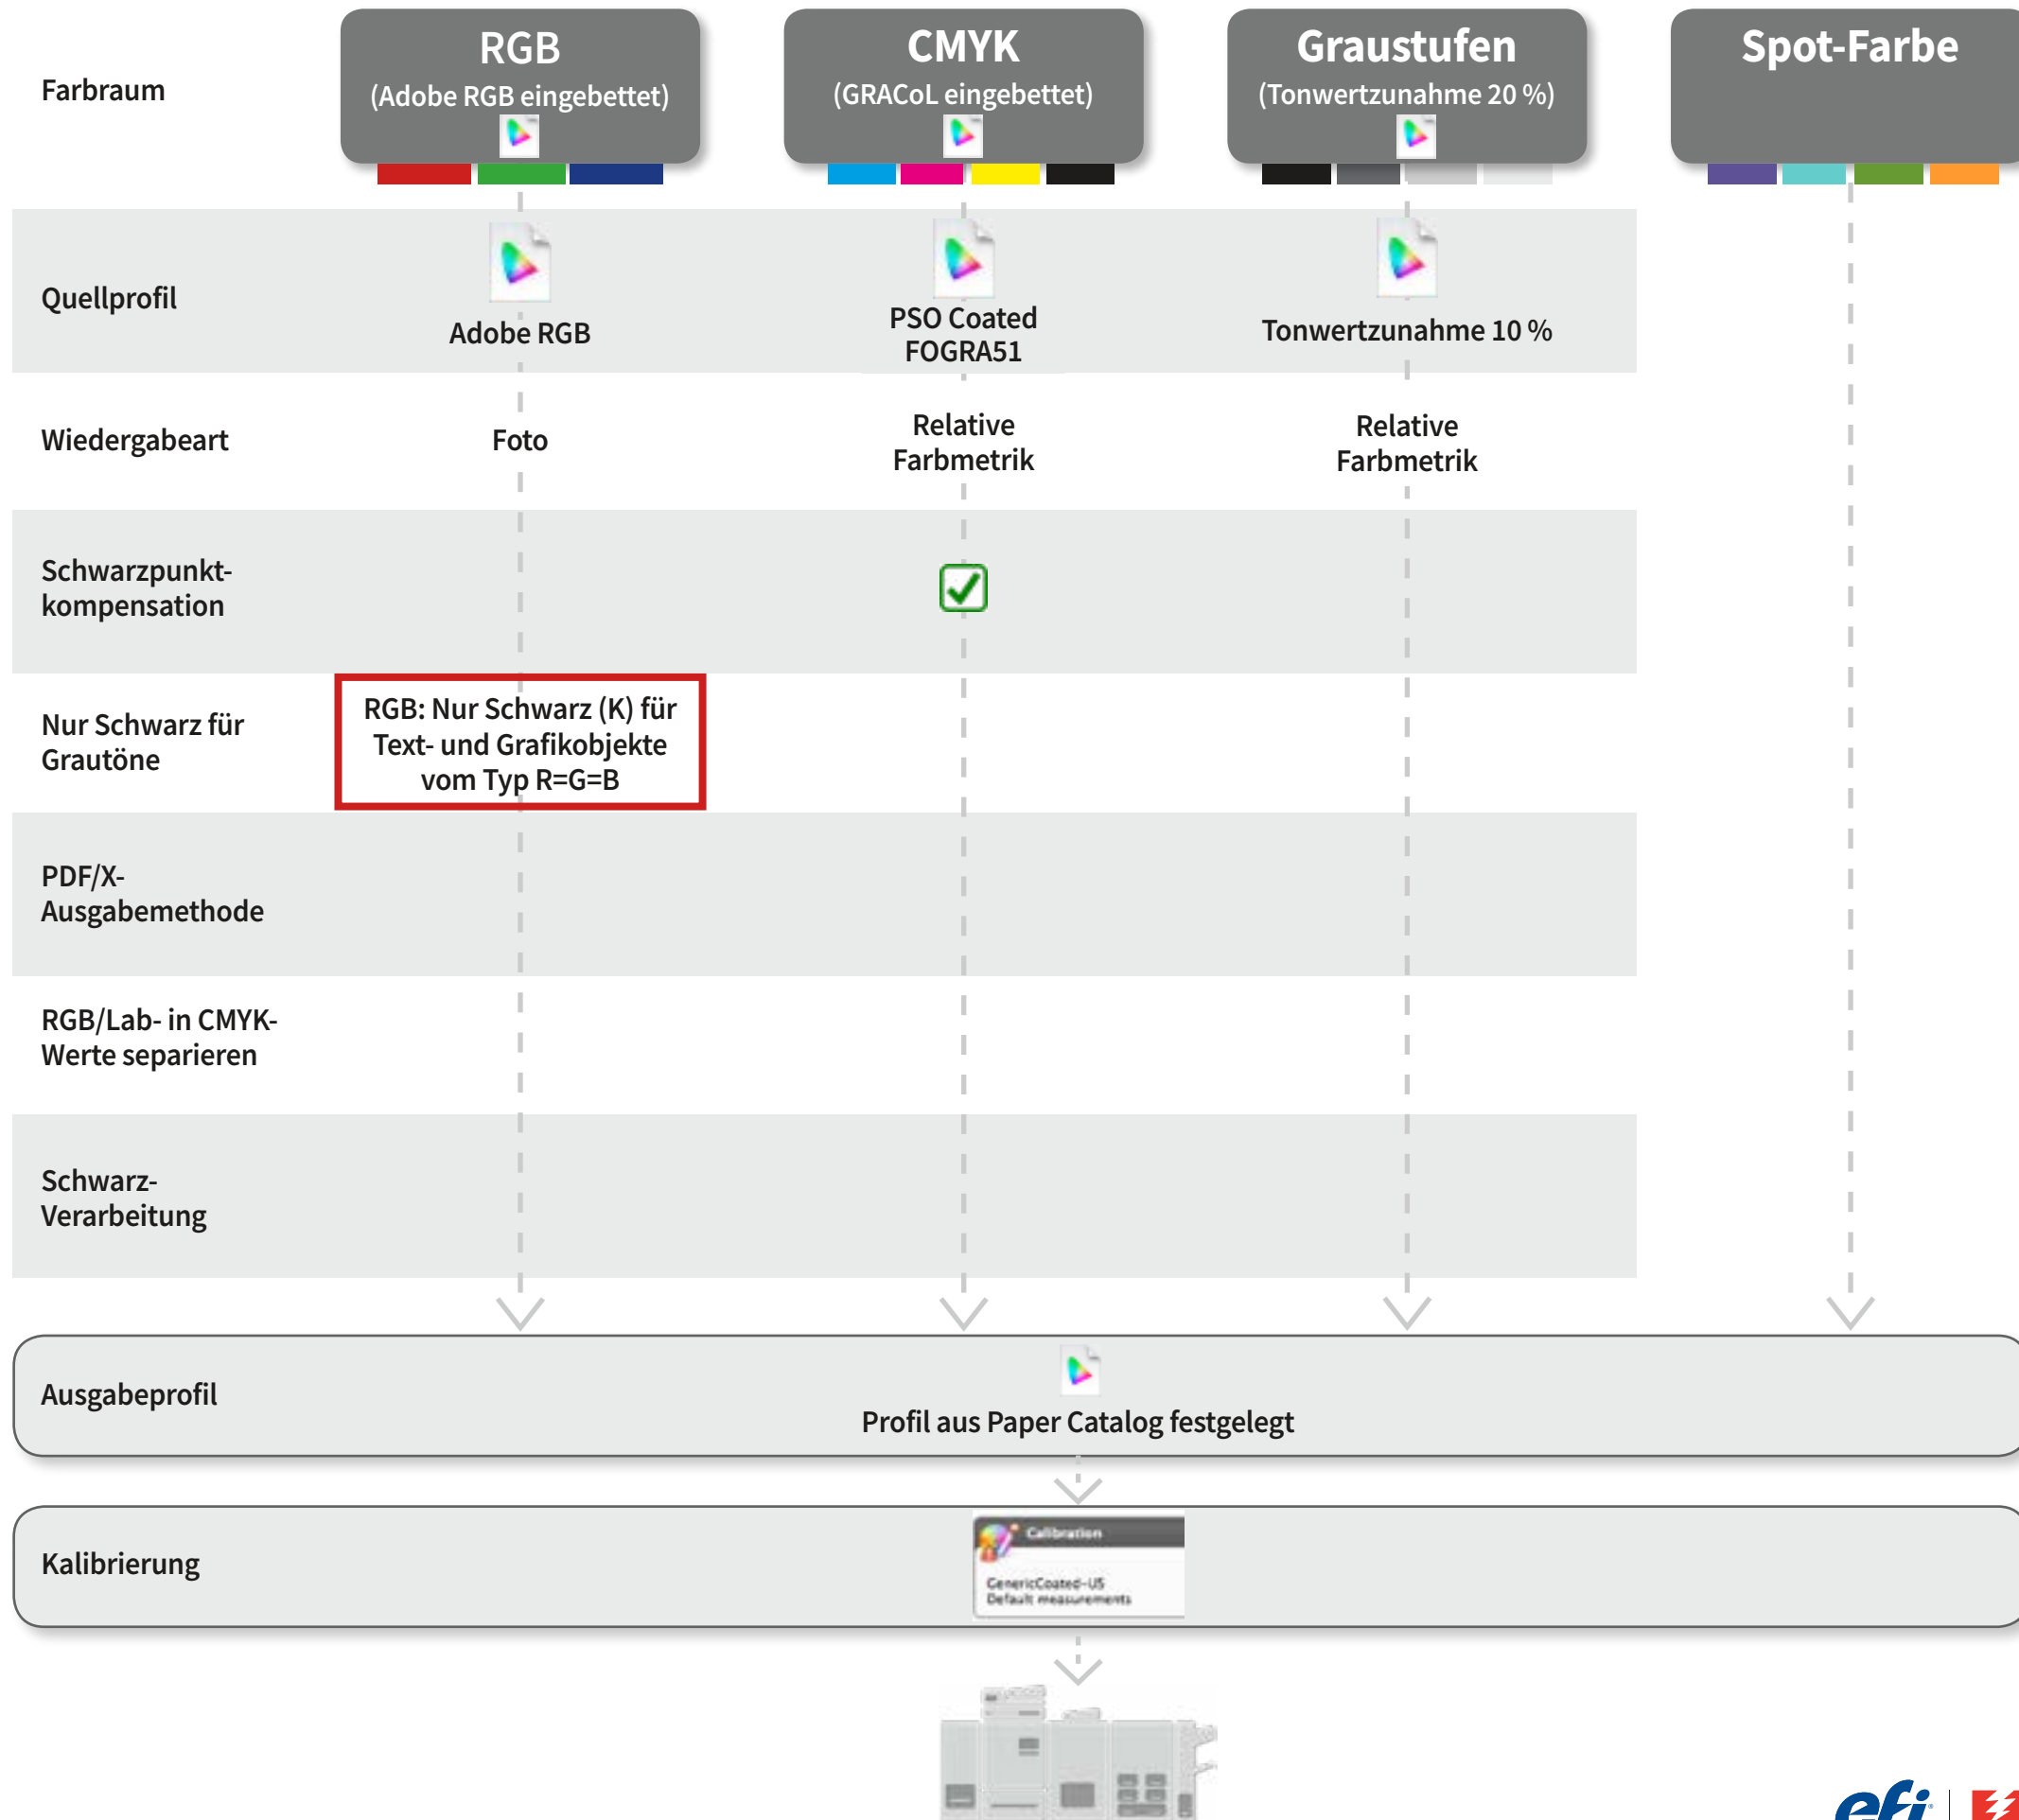 Farbraum
RGB
(Adobe RGB eingebettet)
CMYK
(GRACoL eingebettet)
Graustufen
(Tonwertzunahme 20 %)
Spot-Farbe
Quellprofil
Adobe RGB
PSO Coated
FOGRA51
Tonwertzunahme 10 %
Wiedergabeart
Foto
Relative
Farbmetrik
Relative
Farbmetrik
Schwarzpunkt-
kompensation
Nur Schwarz für
Grautöne
RGB: Nur Schwarz (K) für
Text- und Grafikobjekte
vom Typ R=G=B
PDF/X-
Ausgabemethode
RGB/Lab- in CMYK-
Werte separieren
Schwarz-
Verarbeitung
Ausgabeprofil
Profil aus Paper Catalog festgelegt
Kalibrierung
Calibration
GenericCoated-US
Default measurements
efi